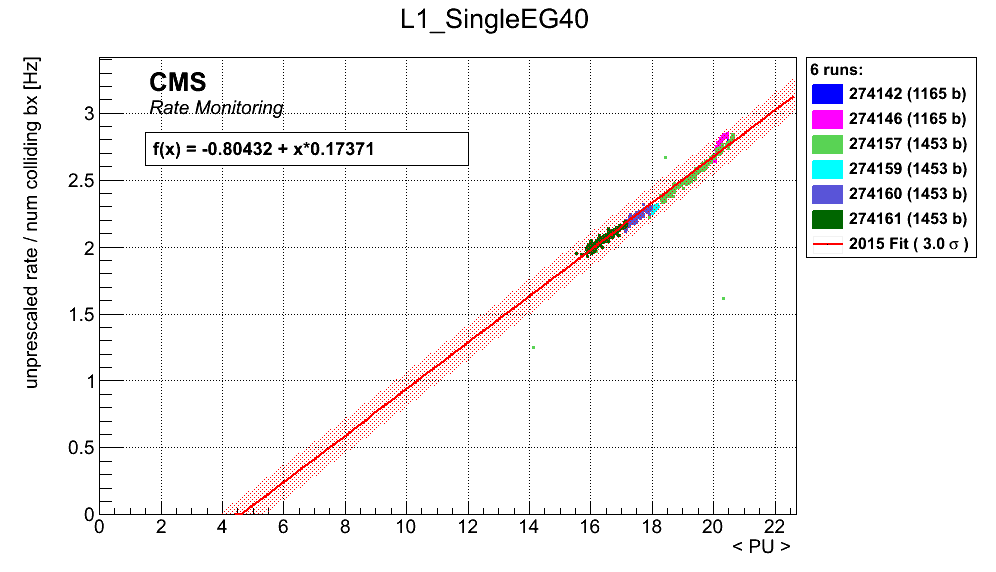 L1_SingleEG40
unprescaled rate / num colliding bx [Hz]
CMS
Rate Monitoring
f(x) = -0.80432 + x*0.17371
3
2.5
2
1.5
1
0.5
0
0 2 4 6 8 10 12 14 16 18 20 22
< PU >
6 runs:
274142 (1165 b)
274146 (1165 b)
274157 (1453 b)
274159 (1453 b)
274160 (1453 b)
274161 (1453 b)
2015 Fit ( 3.0 σ )